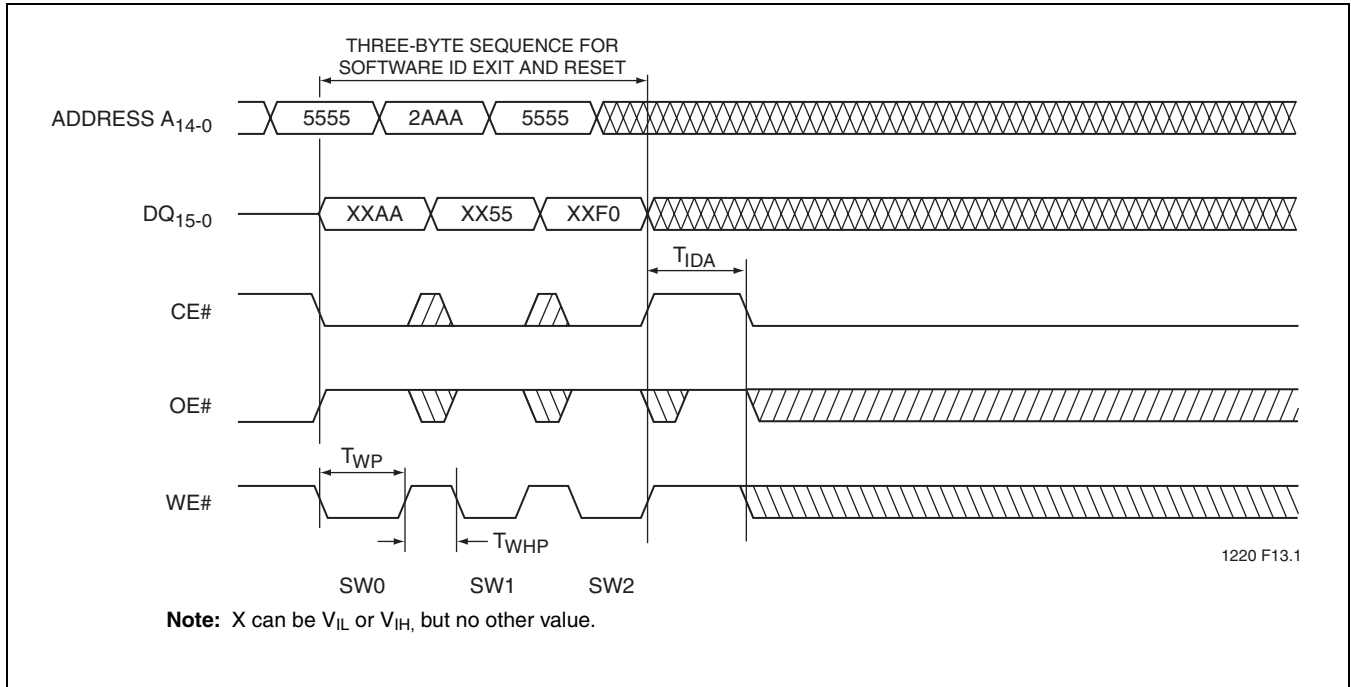 THREE-BYTE SEQUENCE FOR
SOFTWARE ID EXIT AND RESET
ADDRESS A14-0 5555 2AAA 5555
DQ15-0 XXAA XX55 XXF0
TIDA
CE#
OE#
TWP
WE#
TWHP
1220 F13.1
SW0 SW1 SW2
Note: X can be VIL or VIH, but no other value.